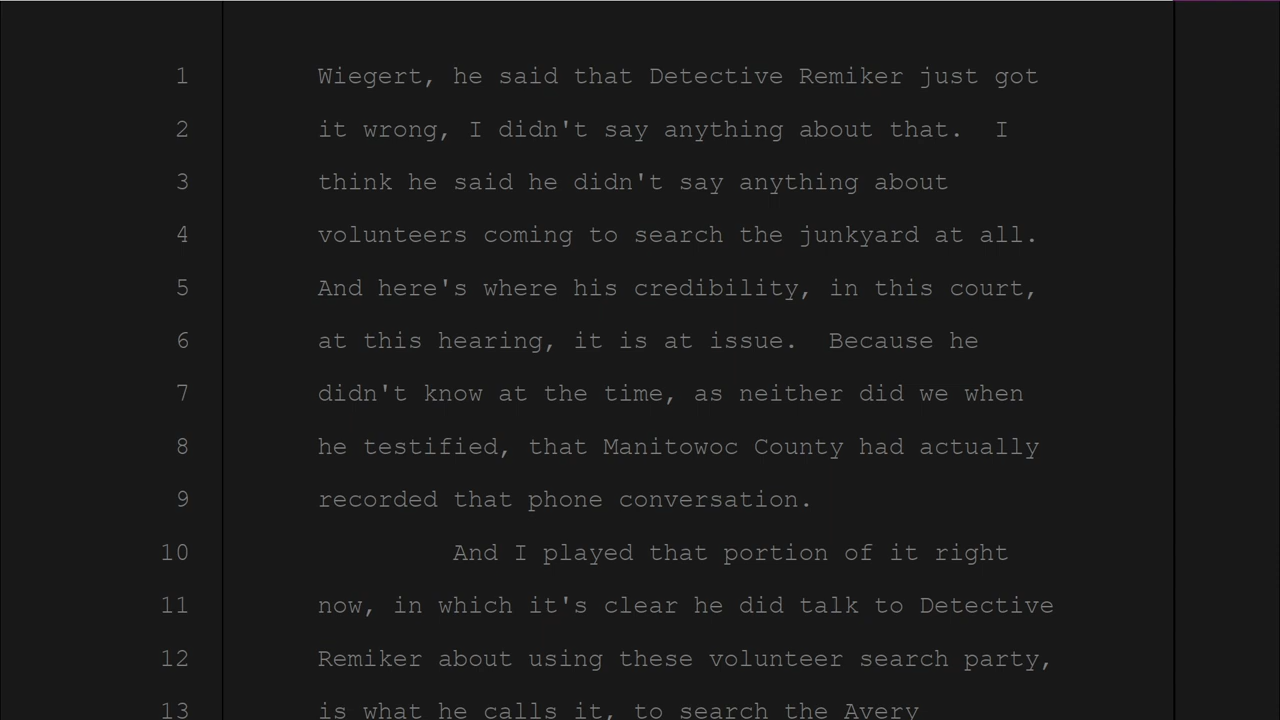 1 Wiegert, he said that Detective Remiker just got
2 it wrong, I didn't say anything about that.  I
3 think he said he didn't say anything about
4 volunteers coming to search the junkyard at all.
5 And here's where his credibility, in this court,
6 at this hearing, it is at issue.  Because he
7 didn't know at the time, as neither did we when
8 he testified, that Manitowoc County had actually
9 recorded that phone conversation.
10 And I played that portion of it right
11 now, in which it's clear he did talk to Detective
12 Remiker about using these volunteer search party,
13 is what he calls it, to search the Avery